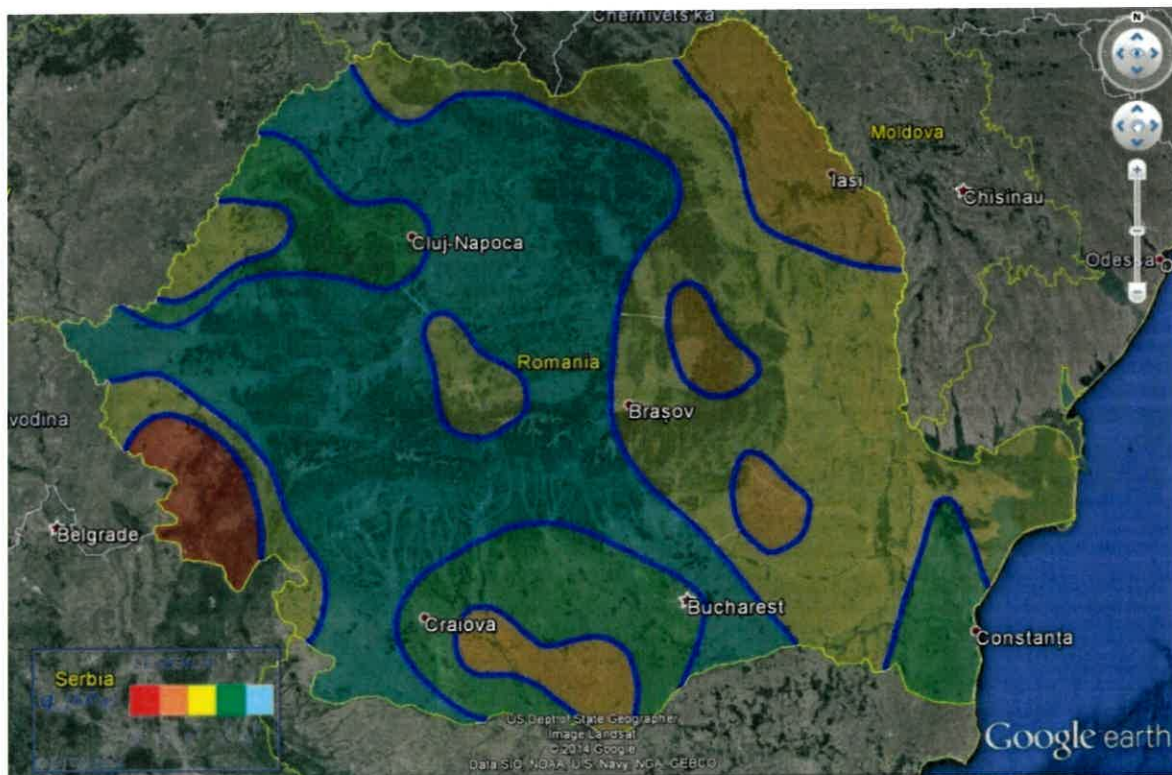 Chernivets'ka
N
Moldova
Iași
Chisinau
Cluj-Napoca
Odessa
Romania
vodina
Brașov
Belgrade
Bucharest
Craiova
Constanța
Serbia
US Dept of State Geographer
Image Landsat
© 2014 Google
Data SIO, NOAA, U.S. Navy, NGA, GEBCO
Google earth